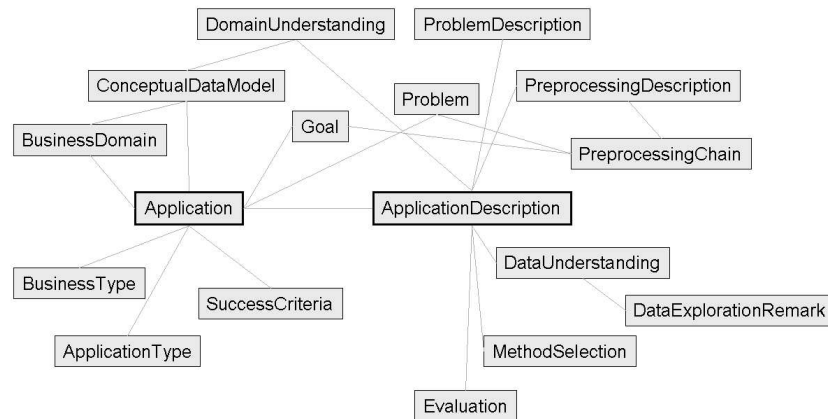 DomainUnderstanding
ProblemDescription
ConceptualDataModel
Problem
PreprocessingDescription
Goal
BusinessDomain
PreprocessingChain
Application
ApplicationDescription
DataUnderstanding
BusinessType
SuccessCriteria
DataExplorationRemark
ApplicationType
MethodSelection
Evaluation